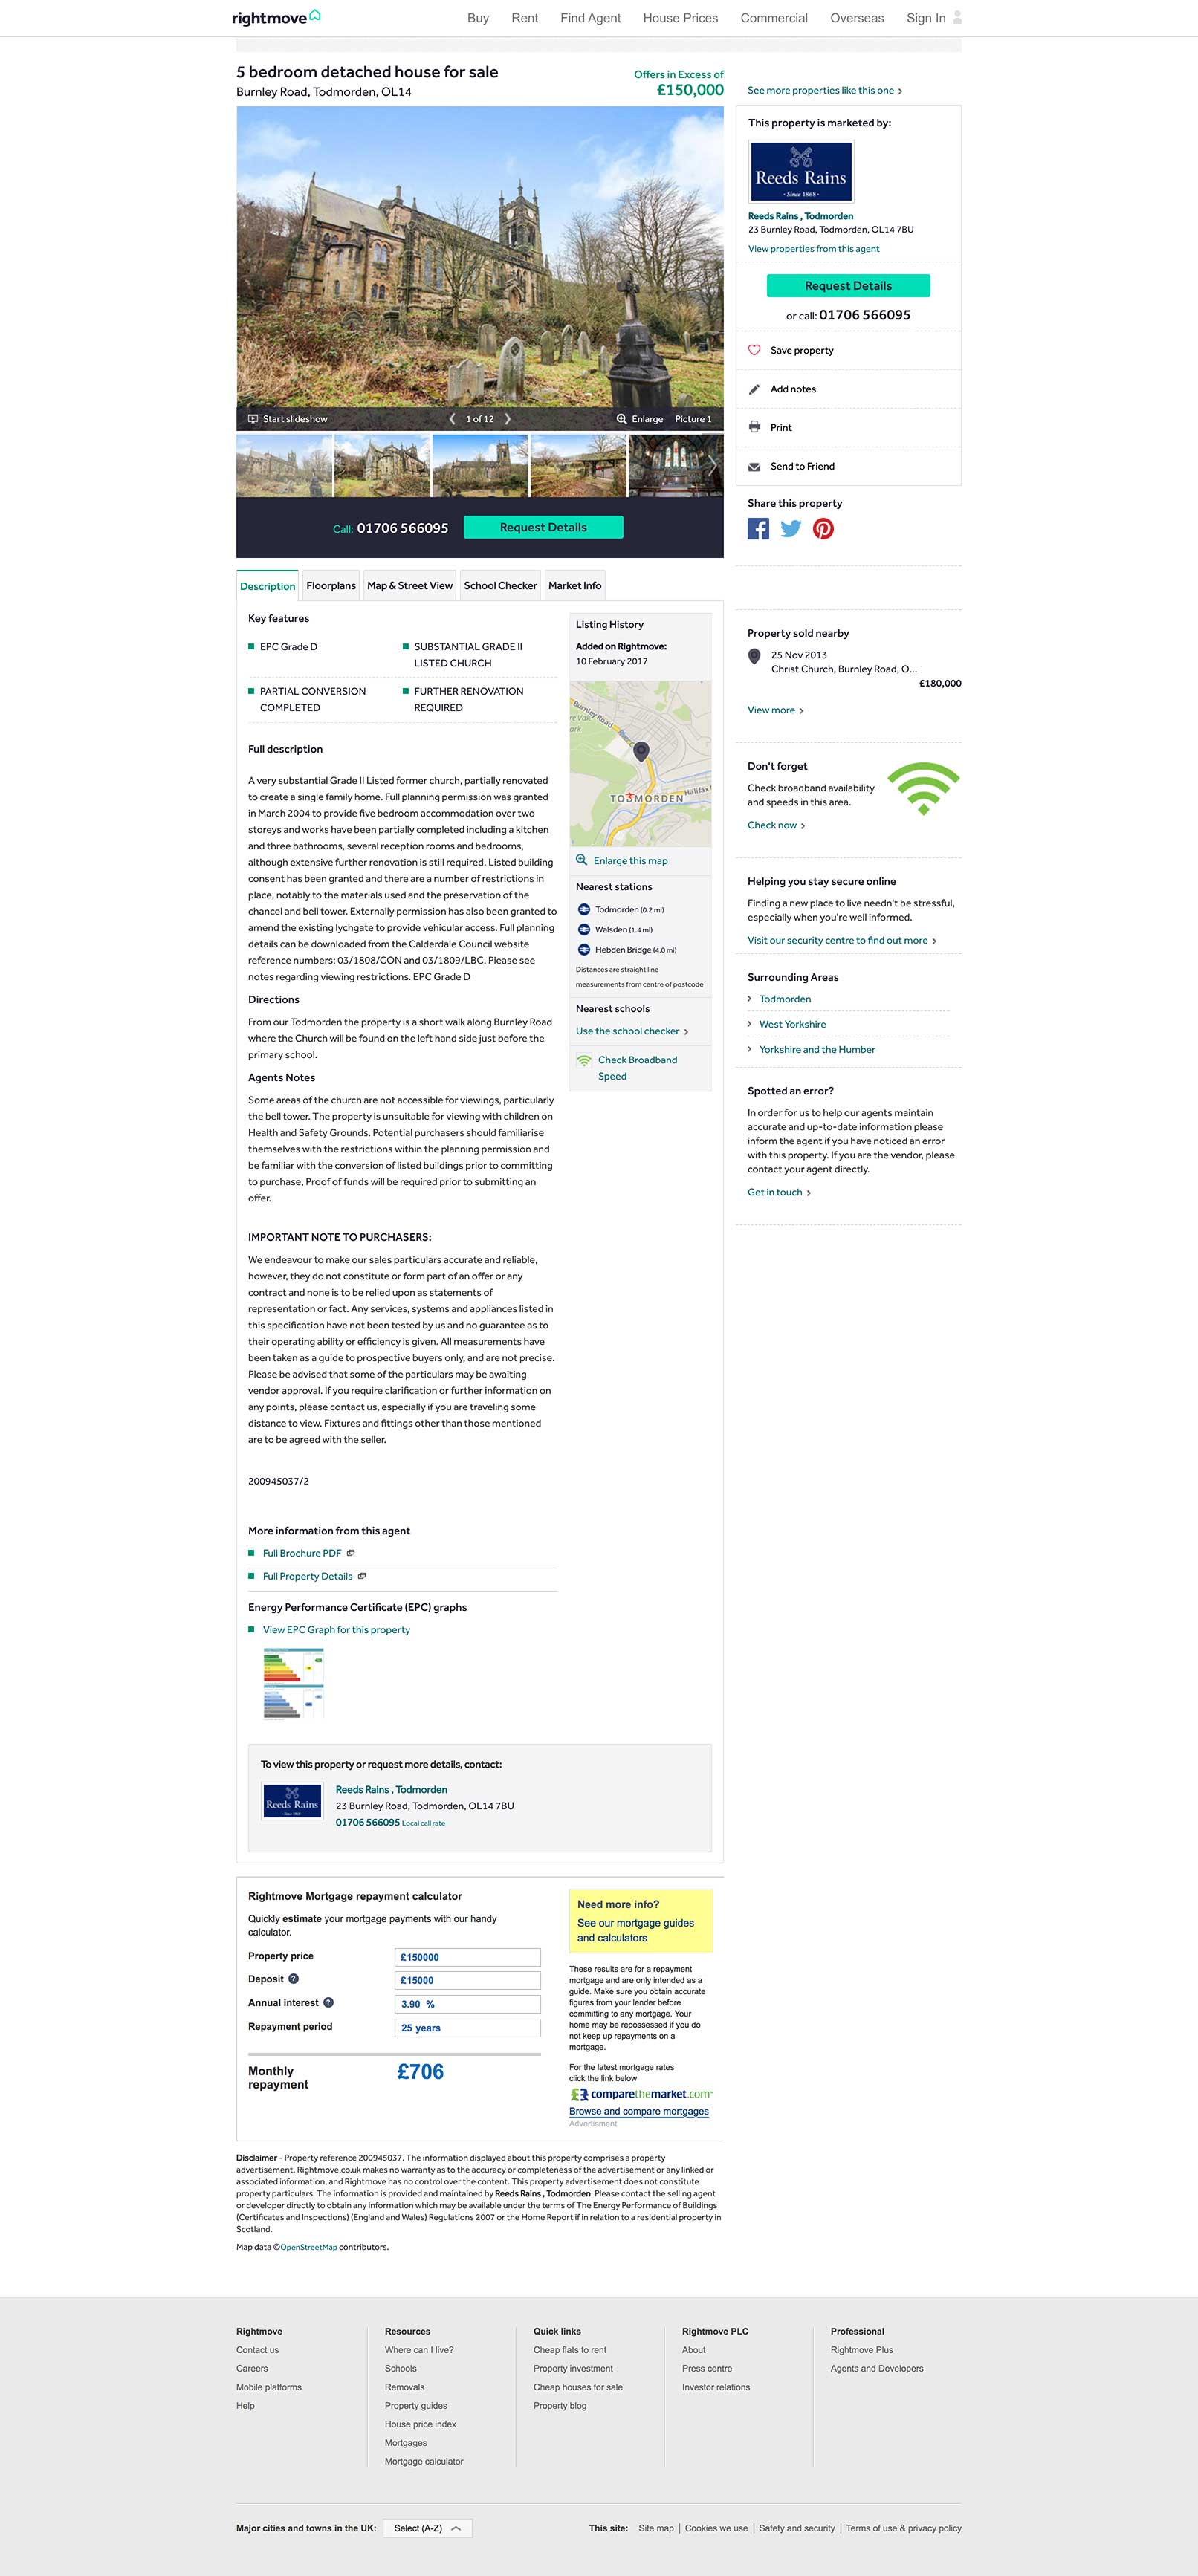 rightmove
Buy
Rent
Find Agent
House Prices
Commercial
Overseas
Sign In
5 bedroom detached house for sale
Burnley Road, Todmorden, OL14
Offers in Excess of
£150,000
Start slideshow
1 of 12
Enlarge
Picture 1
Call: 01706 566095
Request Details
Description
Floorplans
Map & Street View
School Checker
Market Info
Key features
EPC Grade D
SUBSTANTIAL GRADE II
LISTED CHURCH
PARTIAL CONVERSION
COMPLETED
FURTHER RENOVATION
REQUIRED
Full description
A very substantial Grade II Listed former church, partially renovated
to create a single family home. Full planning permission was granted
in March 2004 to provide five bedroom accommodation over two
storeys and works have been partially completed including a kitchen
and three bathrooms, several reception rooms and bedrooms,
although extensive further renovation is still required. Listed building
consent has been granted and there are a number of restrictions in
place, notably to the materials used and the preservation of the
chancel and bell tower. Externally permission has also been granted to
amend the existing lychgate to provide vehicular access. Full planning
details can be downloaded from the Calderdale Council website
reference numbers: 03/1808/CON and 03/1809/LBC. Please see
notes regarding viewing restrictions. EPC Grade D
Directions
From our Todmorden the property is a short walk along Burnley Road
where the Church will be found on the left hand side just before the
primary school.
Agents Notes
Some areas of the church are not accessible for viewings, particularly
the bell tower. The property is unsuitable for viewing with children on
Health and Safety Grounds. Potential purchasers should familiarise
themselves with the restrictions within the planning permission and
be familiar with the conversion of listed buildings prior to committing
to purchase, Proof of funds will be required prior to submitting an
offer.
IMPORTANT NOTE TO PURCHASERS:
We endeavour to make our sales particulars accurate and reliable,
however, they do not constitute or form part of an offer or any
contract and none is to be relied upon as statements of
representation or fact. Any services, systems and appliances listed in
this specification have not been tested by us and no guarantee as to
their operating ability or efficiency is given. All measurements have
been taken as a guide to prospective buyers only, and are not precise.
Please be advised that some of the particulars may be awaiting
vendor approval. If you require clarification or further information on
any points, please contact us, especially if you are traveling some
distance to view. Fixtures and fittings other than those mentioned
are to be agreed with the seller.
200945037/2
More information from this agent
Full Brochure PDF
Full Property Details
Energy Performance Certificate (EPC) graphs
View EPC Graph for this property
Listing History
Added on Rightmove:
10 February 2017
Burnley Road
re Val
ark
TODMORDEN
Halifax
Enlarge this map
Nearest stations
Todmorden (0.2 mi)
Walsden (1.4 mi)
Hebden Bridge (4.0 mi)
Distances are straight line
measurements from centre of postcode
Nearest schools
Use the school checker
Check Broadband
Speed
To view this property or request more details, contact:
Reeds Rains
Reeds Rains , Todmorden
23 Burnley Road, Todmorden, OL14 7BU
01706 566095 Local call rate
Rightmove Mortgage repayment calculator
Quickly estimate your mortgage payments with our handy
calculator.
Property price
£150000
Deposit ?
£15000
Annual interest ?
3.90 %
Repayment period
25 years
Monthly
repayment
£706
Need more info?
See our mortgage guides
and calculators
These results are for a repayment
mortgage and are only intended as a
guide. Make sure you obtain accurate
figures from your lender before
committing to any mortgage. Your
home may be repossessed if you do
not keep up repayments on a
mortgage.
For the latest mortgage rates
click the link below
comparethemarket.com
Browse and compare mortgages
Advertisment
Disclaimer - Property reference 200945037. The information displayed about this property comprises a property
advertisement. Rightmove.co.uk makes no warranty as to the accuracy or completeness of the advertisement or any linked or
associated information, and Rightmove has no control over the content. This property advertisement does not constitute
property particulars. The information is provided and maintained by Reeds Rains , Todmorden. Please contact the selling agent
or developer directly to obtain any information which may be available under the terms of The Energy Performance of Buildings
(Certificates and Inspections) (England and Wales) Regulations 2007 or the Home Report if in relation to a residential property in
Scotland.
Map data ©OpenStreetMap contributors.
See more properties like this one
This property is marketed by:
Reeds Rains
· Since 1868 ·
Reeds Rains , Todmorden
23 Burnley Road, Todmorden, OL14 7BU
View properties from this agent
Request Details
or call: 01706 566095
Save property
Add notes
Print
Send to Friend
Share this property
Property sold nearby
25 Nov 2013
Christ Church, Burnley Road, O...
£180,000
View more
Don't forget
Check broadband availability
and speeds in this area.
Check now
Helping you stay secure online
Finding a new place to live needn't be stressful,
especially when you're well informed.
Visit our security centre to find out more
Surrounding Areas
Todmorden
West Yorkshire
Yorkshire and the Humber
Spotted an error?
In order for us to help our agents maintain
accurate and up-to-date information please
inform the agent if you have noticed an error
with this property. If you are the vendor, please
contact your agent directly.
Get in touch
Rightmove
Contact us
Careers
Mobile platforms
Help
Resources
Where can I live?
Schools
Removals
Property guides
House price index
Mortgages
Mortgage calculator
Quick links
Cheap flats to rent
Property investment
Cheap houses for sale
Property blog
Rightmove PLC
About
Press centre
Investor relations
Professional
Rightmove Plus
Agents and Developers
Major cities and towns in the UK:
Select (A-Z)
This site:
Site map
Cookies we use
Safety and security
Terms of use & privacy policy